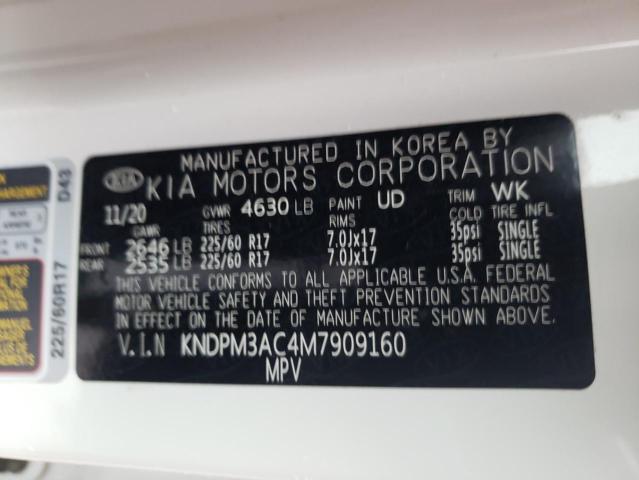 MANUFACTURED IN KOREA BY
KIA KIA MOTORS CORPORATION
11/20 GVWR 4630 LB PAINT UD TRIM WK
GAWR TIRES RIMS COLD TIRE INFL
FRONT 2646 LB 225/60 R17 7.0Jx17 35psi SINGLE
REAR 2535 LB 225/60 R17 7.0Jx17 35psi SINGLE
THIS VEHICLE CONFORMS TO ALL APPLICABLE U.S.A. FEDERAL
MOTOR VEHICLE SAFETY AND THEFT PREVENTION STANDARDS
IN EFFECT ON THE DATE OF MANUFACTURE SHOWN ABOVE.
V.I.N KNDPM3AC4M7909160
MPV
D43
225/60R17